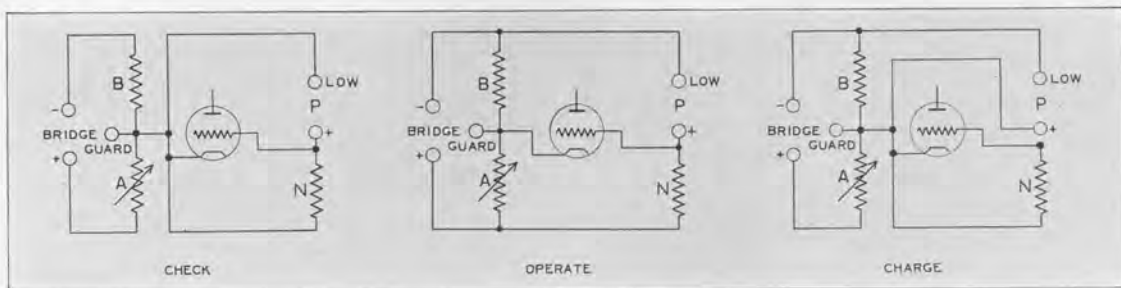 B
LOW
P
-
BRIDGE
GUARD
+
+
A
N
CHECK
B
LOW
P
-
BRIDGE
GUARD
+
+
A
N
OPERATE
B
LOW
P
-
BRIDGE
GUARD
+
+
A
N
CHARGE